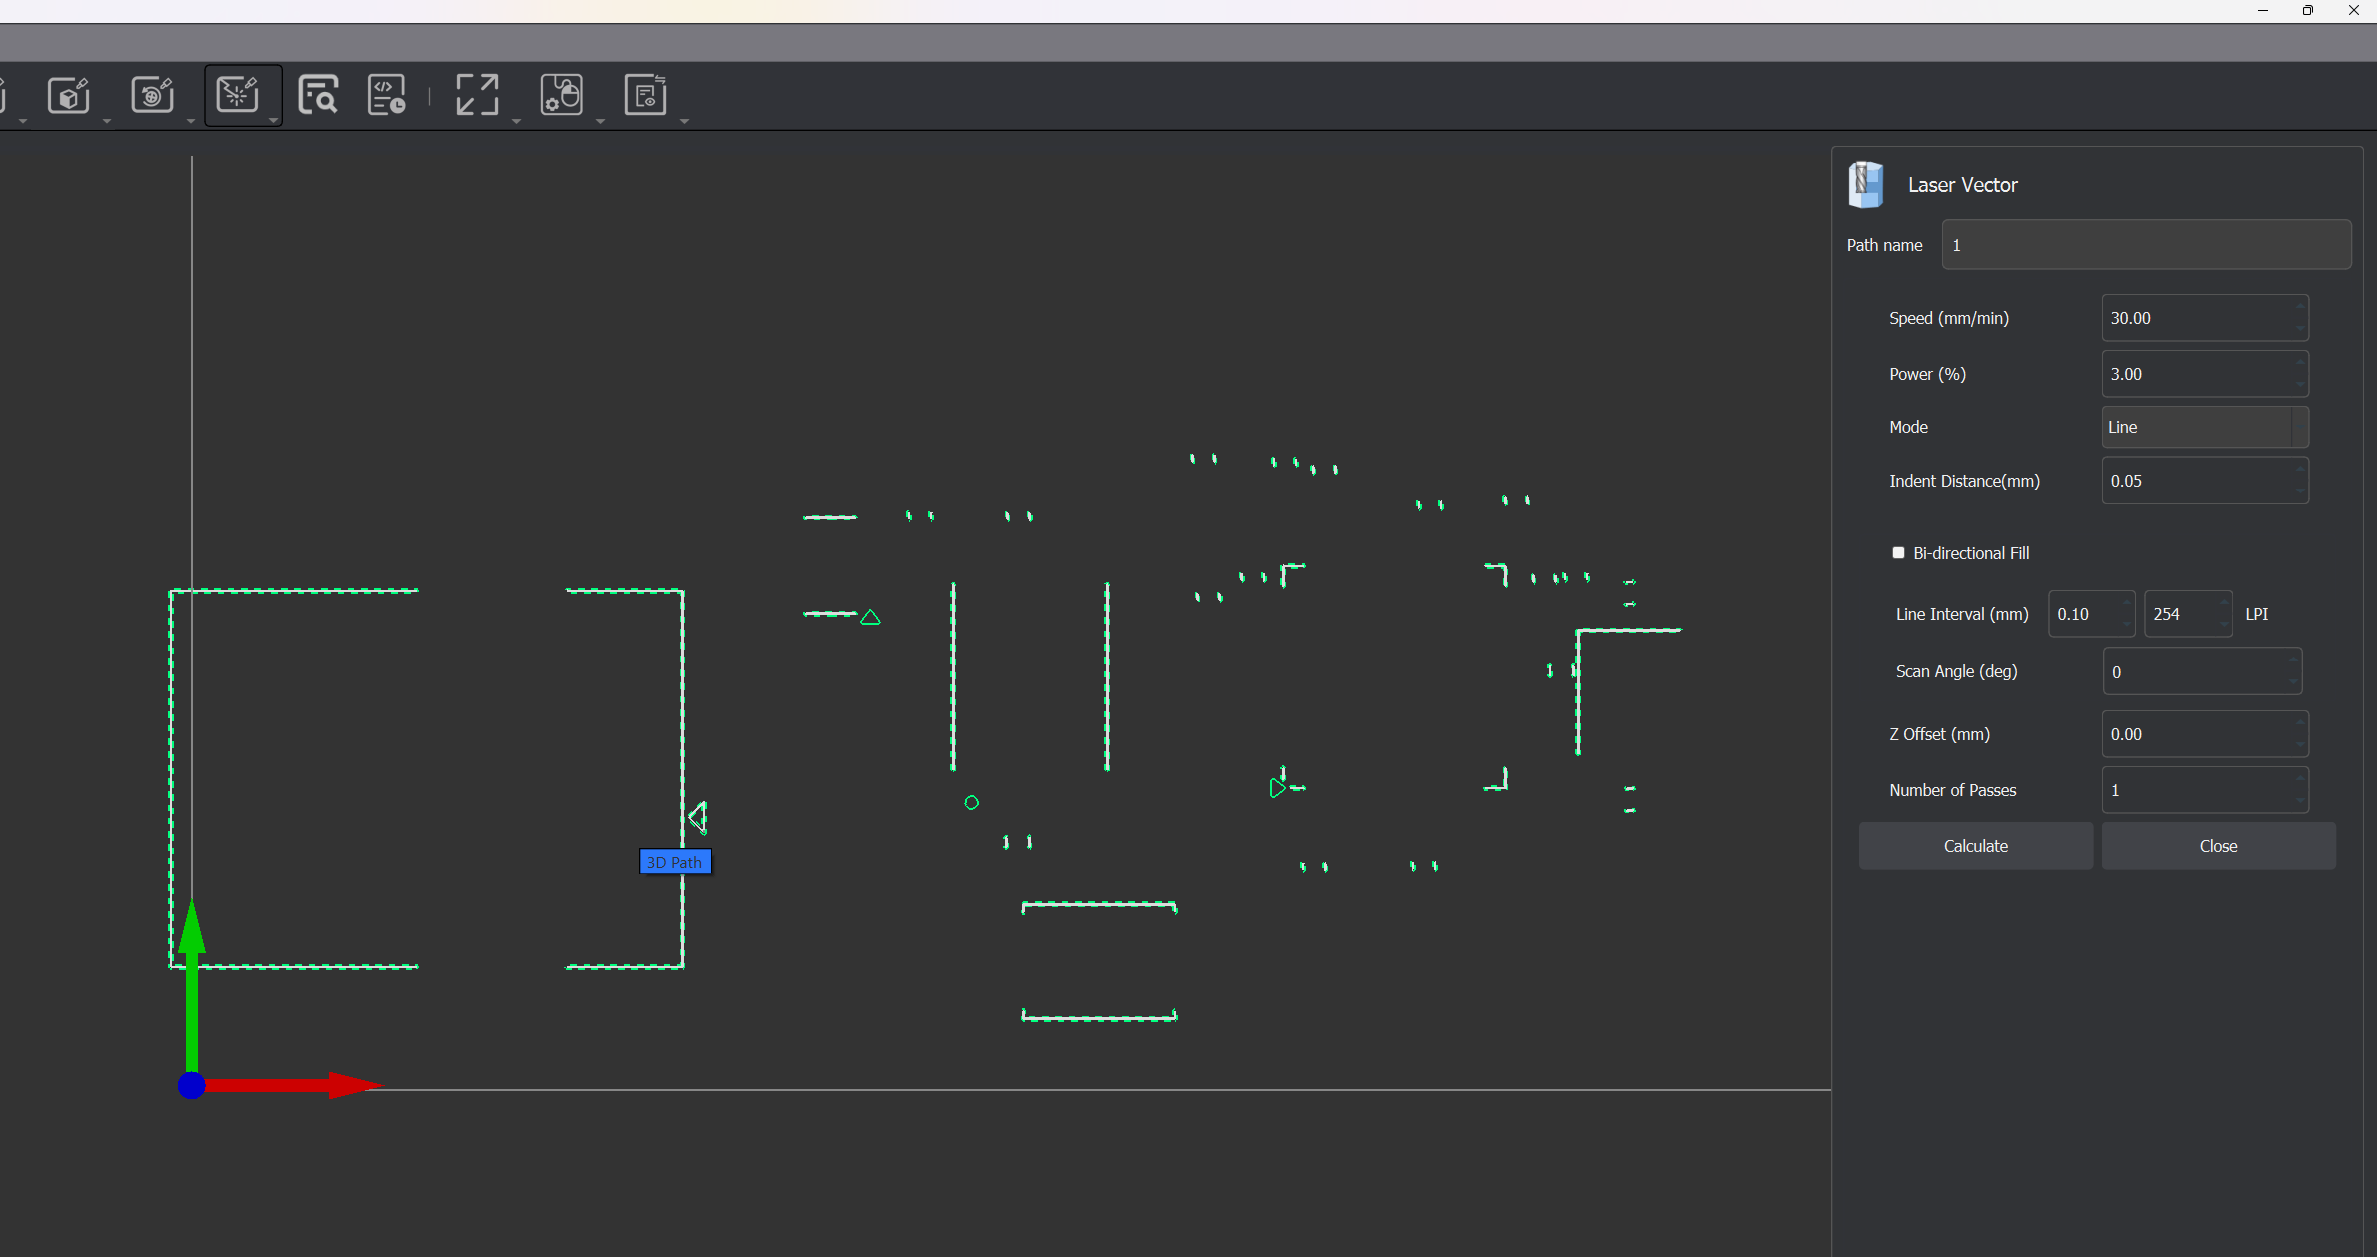 Laser Vector
Path name 1
Speed (mm/min) 30.00
Power (%) 3.00
Mode Line
Indent Distance(mm) 0.05
Bi-directional Fill
Line Interval (mm) 0.10 254 LPI
Scan Angle (deg) 0
Z Offset (mm) 0.00
Number of Passes 1
Calculate Close
3D Path